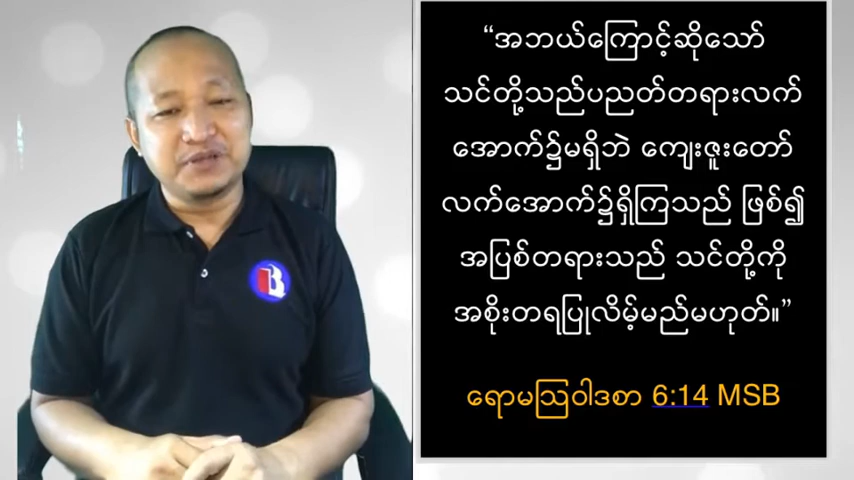 “အဘယ်ကြောင့်ဆိုသော်
သင်တို့သည်ပညတ်တရားလက်
အောက်၌မရှိဘဲ ကျေးဇူးတော်
လက်အောက်၌ရှိကြသည် ဖြစ်၍
အပြစ်တရားသည် သင်တို့ကို
အစိုးတရပြုလိမ့်မည်မဟုတ်။”
ရောမဩဝါဒစာ 6:14 MSB